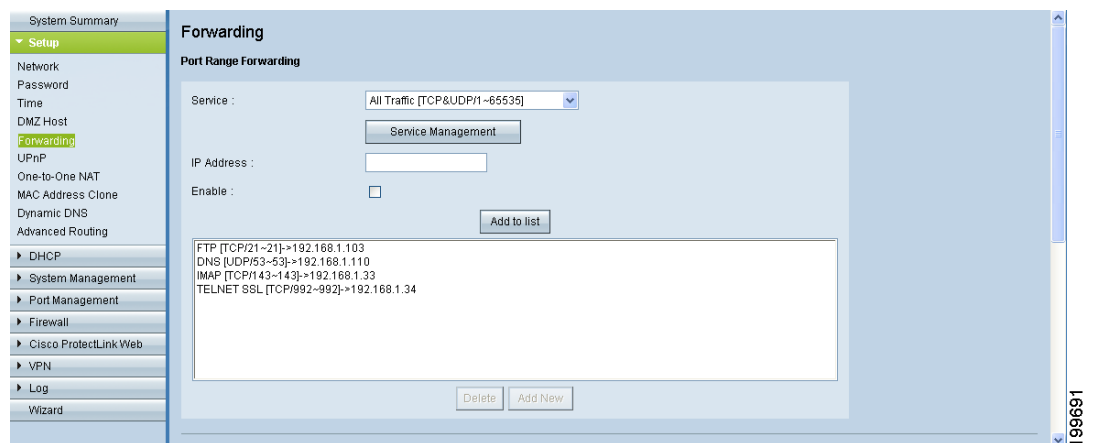 System Summary
Setup
Network
Password
Time
DMZ Host
Forwarding
UPnP
One-to-One NAT
MAC Address Clone
Dynamic DNS
Advanced Routing
DHCP
System Management
Port Management
Firewall
Cisco ProtectLink Web
VPN
Log
Wizard
Forwarding
Port Range Forwarding
Service :
All Traffic [TCP&UDP/1~65535]
Service Management
IP Address :
Enable :
Add to list
FTP [TCP/21~21]->192.168.1.103
DNS [UDP/53~53]->192.168.1.110
IMAP [TCP/143~143]->192.168.1.33
TELNET SSL [TCP/992~992]->192.168.1.34
Delete
Add New
199691